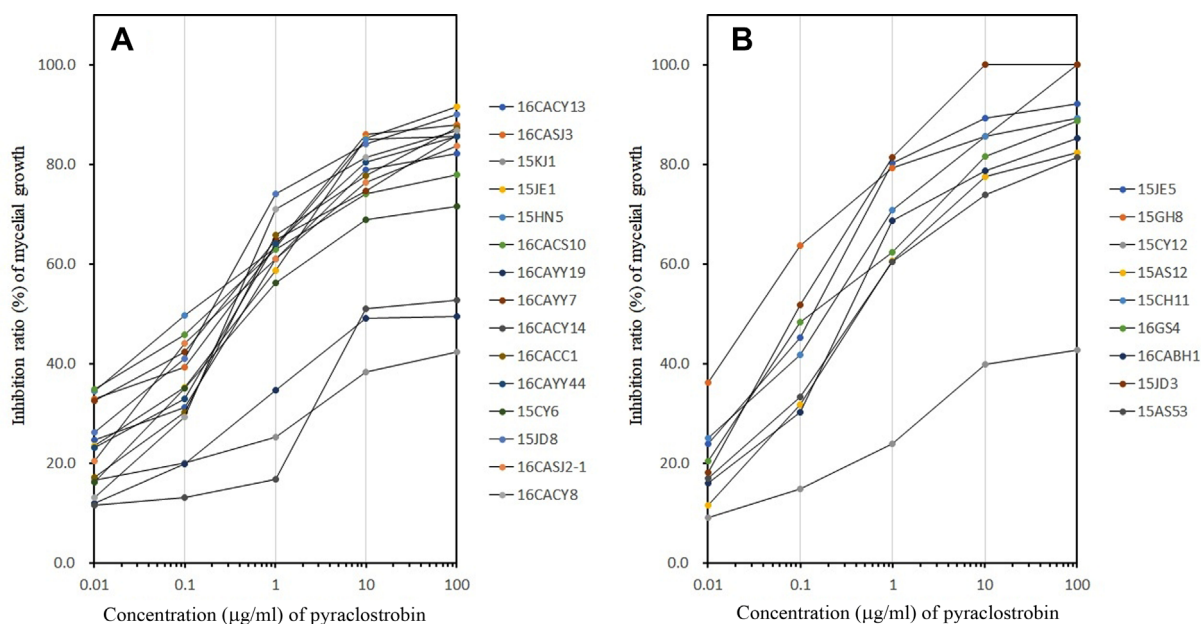 A
Inhibition ratio (%) of mycelial growth
100.0
80.0
60.0
40.0
20.0
0.0
0.01 0.1 1 10 100
Concentration (μg/ml) of pyraclostrobin
16CACY13
16CASJ3
15KJ1
15JE1
15HN5
16CACS10
16CAYY19
16CAYY7
16CACY14
16CACC1
16CAYY44
15CY6
15JD8
16CASJ2-1
16CACY8
B
Inhibition ratio (%) of mycelial growth
100.0
80.0
60.0
40.0
20.0
0.0
0.01 0.1 1 10 100
Concentration (μg/ml) of pyraclostrobin
15JE5
15GH8
15CY12
15AS12
15CH11
16GS4
16CABH1
15JD3
15AS53